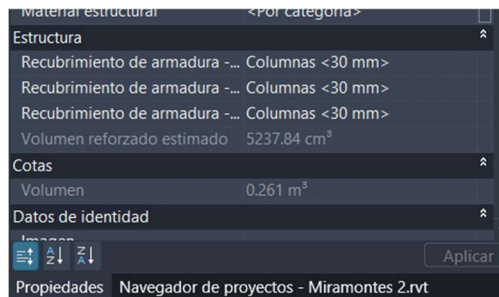 Material estructural <Por categoría>
Estructura
Recubrimiento de armadura -... Columnas <30 mm>
Recubrimiento de armadura -... Columnas <30 mm>
Recubrimiento de armadura -... Columnas <30 mm>
Volumen reforzado estimado 5237.84 cm³
Cotas
Volumen 0.261 m³
Datos de identidad
Imagen
Aplicar
Propiedades Navegador de proyectos - Miramontes 2.rvt